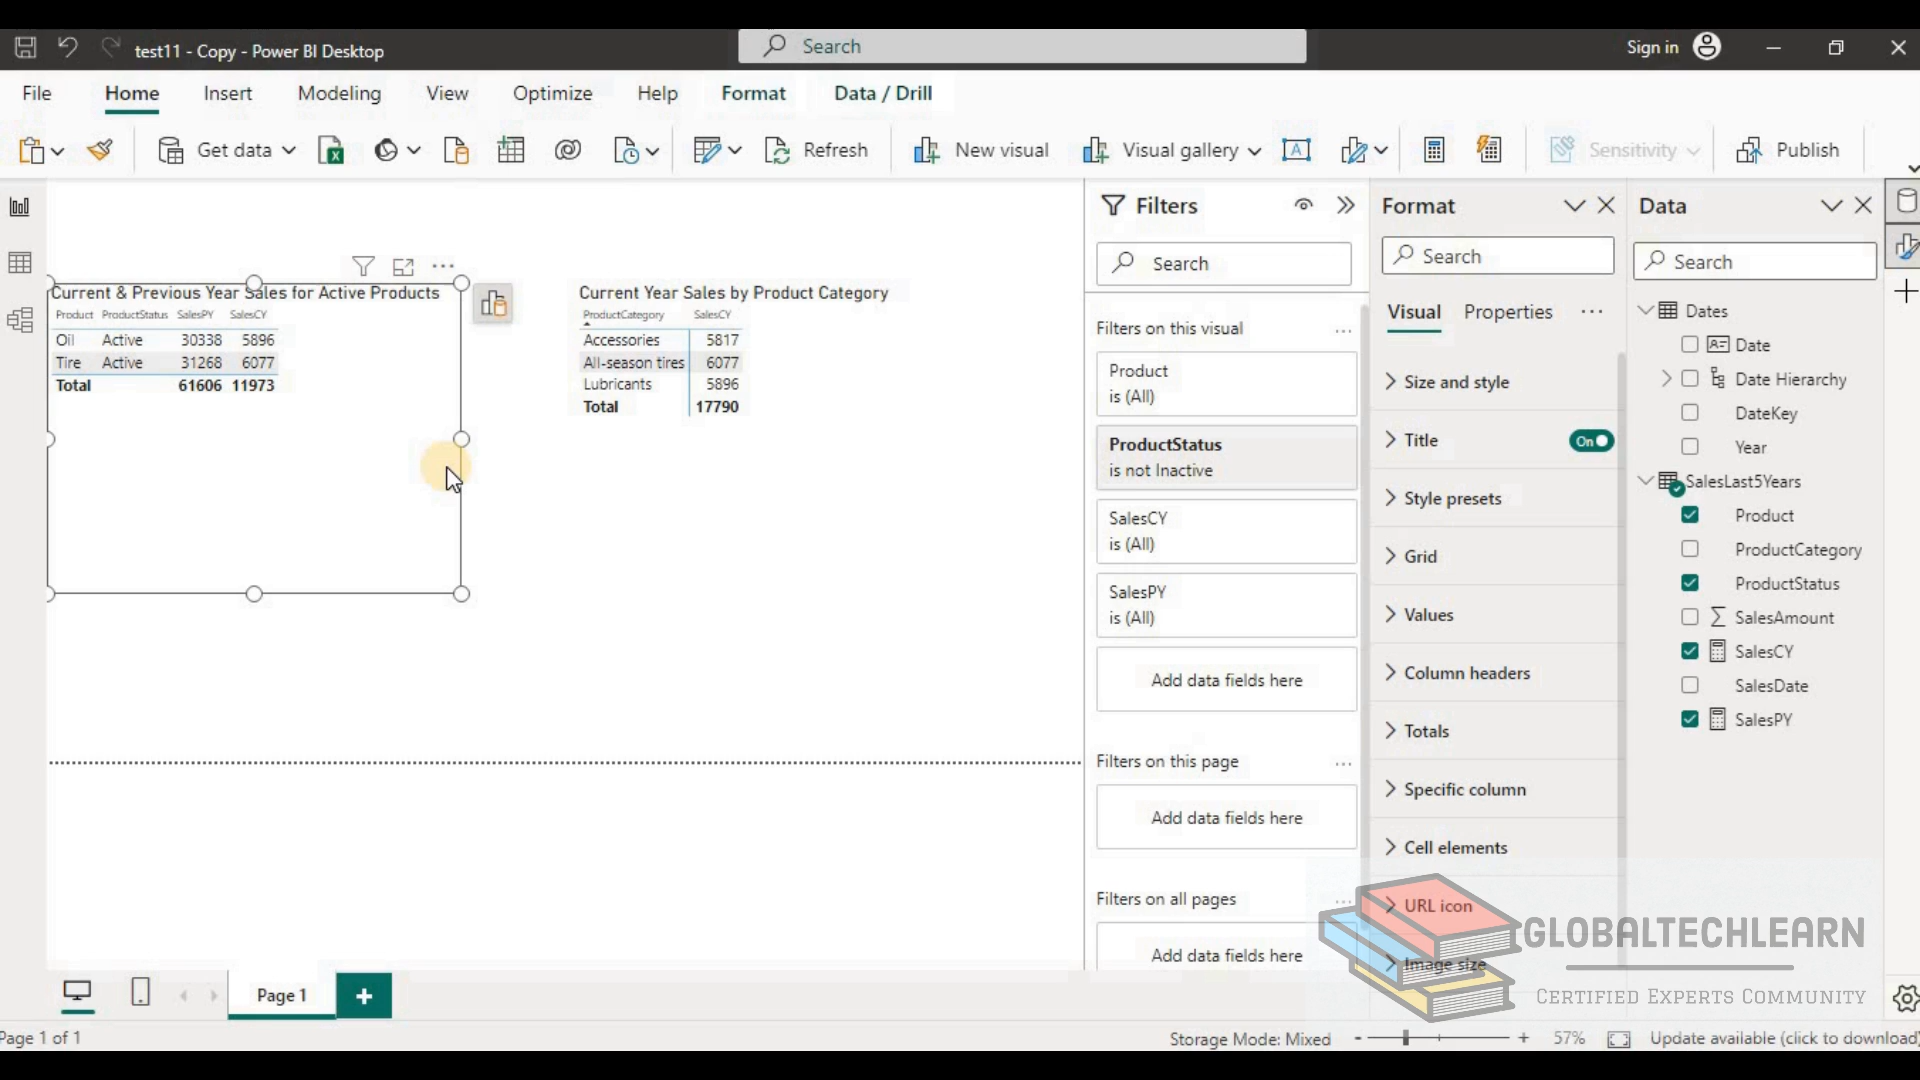 test11 - Copy - Power BI Desktop
Search
Sign in
File
Home
Insert
Modeling
View
Optimize
Help
Format
Data / Drill
Get data
Refresh
New visual
Visual gallery
Sensitivity
Publish
Current & Previous Year Sales for Active Products
Product ProductStatus SalesPY SalesCY
Oil Active 30338 5896
Tire Active 31268 6077
Total 61606 11973
Current Year Sales by Product Category
ProductCategory SalesCY
Accessories 5817
All-season tires 6077
Lubricants 5896
Total 17790
Filters
Search
Filters on this visual
Product
is (All)
ProductStatus
is not Inactive
SalesCY
is (All)
SalesPY
is (All)
Add data fields here
Filters on this page
Add data fields here
Filters on all pages
Add data fields here
Format
Search
Visual
Properties
Size and style
Title
On
Style presets
Grid
Values
Column headers
Totals
Specific column
Cell elements
URL icon
Image size
Data
Search
Dates
Date
Date Hierarchy
DateKey
Year
SalesLast5Years
Product
ProductCategory
ProductStatus
SalesAmount
SalesCY
SalesDate
SalesPY
GLOBALTECHLEARN
CERTIFIED EXPERTS COMMUNITY
Page 1
Page 1 of 1
Storage Mode: Mixed
57%
Update available (click to download)